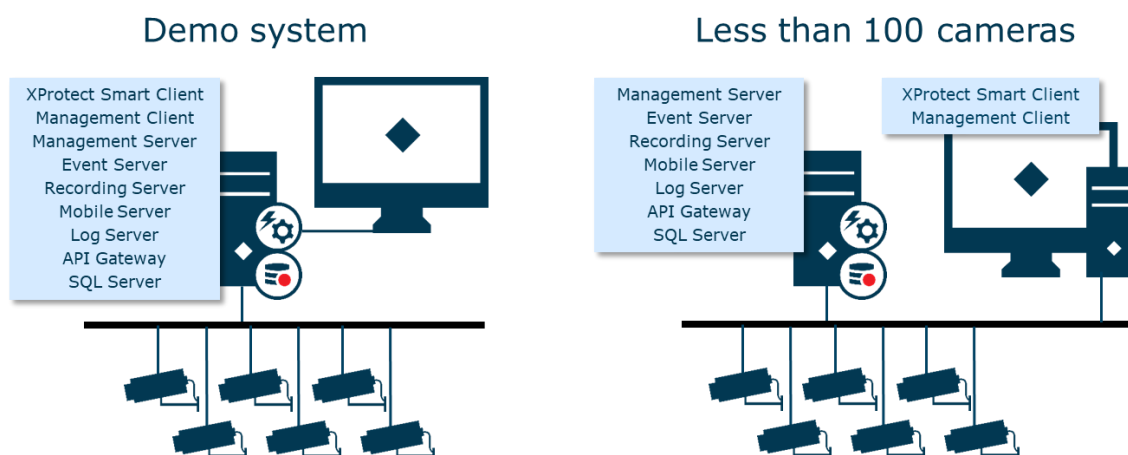 Demo system
XProtect Smart Client
Management Client
Management Server
Event Server
Recording Server
Mobile Server
Log Server
API Gateway
SQL Server
Less than 100 cameras
Management Server
Event Server
Recording Server
Mobile Server
Log Server
API Gateway
SQL Server
XProtect Smart Client
Management Client